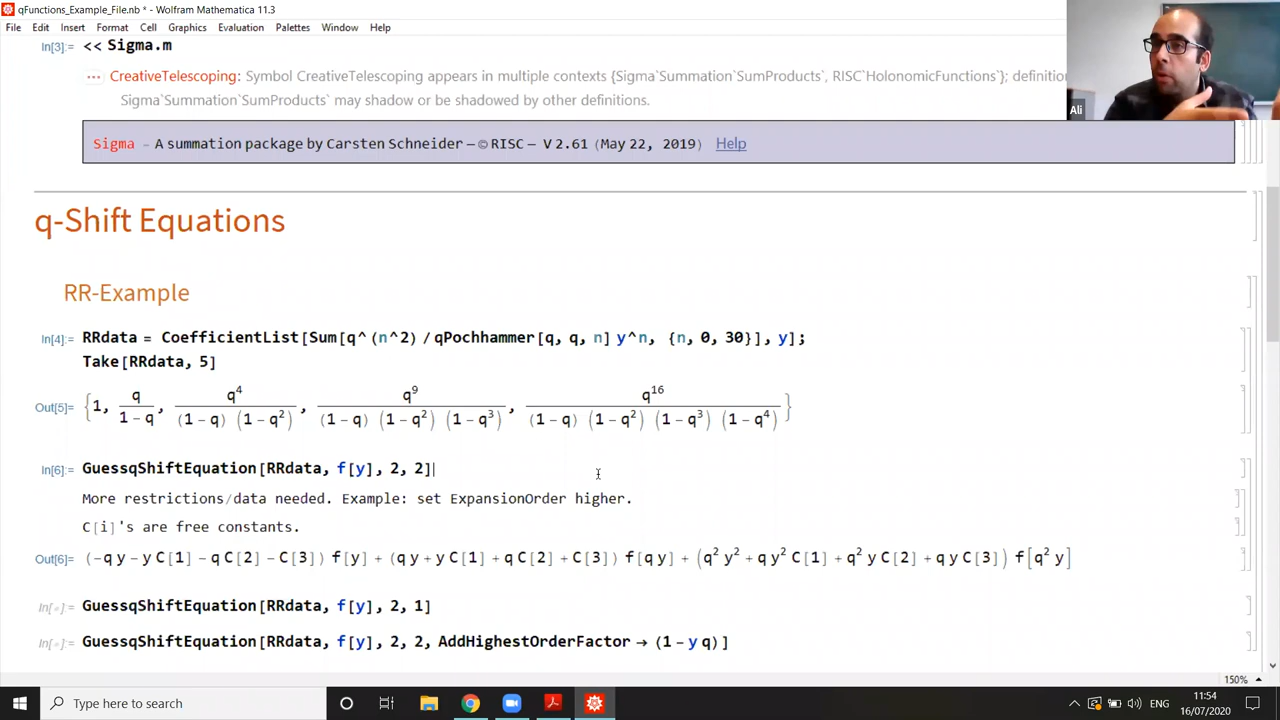 qFunctions_Example_File.nb * - Wolfram Mathematica 11.3
File Edit Insert Format Cell Graphics Evaluation Palettes Window Help
In[3]:= << Sigma.m
··· CreativeTelescoping: Symbol CreativeTelescoping appears in multiple contexts {Sigma`Summation`SumProducts`, RISC`HolonomicFunctions`}; definitio
Sigma`Summation`SumProducts` may shadow or be shadowed by other definitions.
Ali
Sigma – A summation package by Carsten Schneider — © RISC — V 2.61 (May 22, 2019) Help
q-Shift Equations
RR-Example
In[4]:= RRdata = CoefficientList[Sum[q^(n^2) / qPochhammer[q, q, n] y^n, {n, 0, 30}], y];
Take[RRdata, 5]
Out[5]= {1, q/(1 - q), q^4/((1 - q) (1 - q^2)), q^9/((1 - q) (1 - q^2) (1 - q^3)), q^16/((1 - q) (1 - q^2) (1 - q^3) (1 - q^4))}
In[6]:= GuessqShiftEquation[RRdata, f[y], 2, 2]
More restrictions/data needed. Example: set ExpansionOrder higher.
C[i]'s are free constants.
Out[6]= (-q y - y C[1] - q C[2] - C[3]) f[y] + (q y + y C[1] + q C[2] + C[3]) f[q y] + (q² y² + q y² C[1] + q² y C[2] + q y C[3]) f[q² y]
In[∘]:= GuessqShiftEquation[RRdata, f[y], 2, 1]
In[∘]:= GuessqShiftEquation[RRdata, f[y], 2, 2, AddHighestOrderFactor → (1 - y q)]
150%
Type here to search
ENG
11:54
16/07/2020